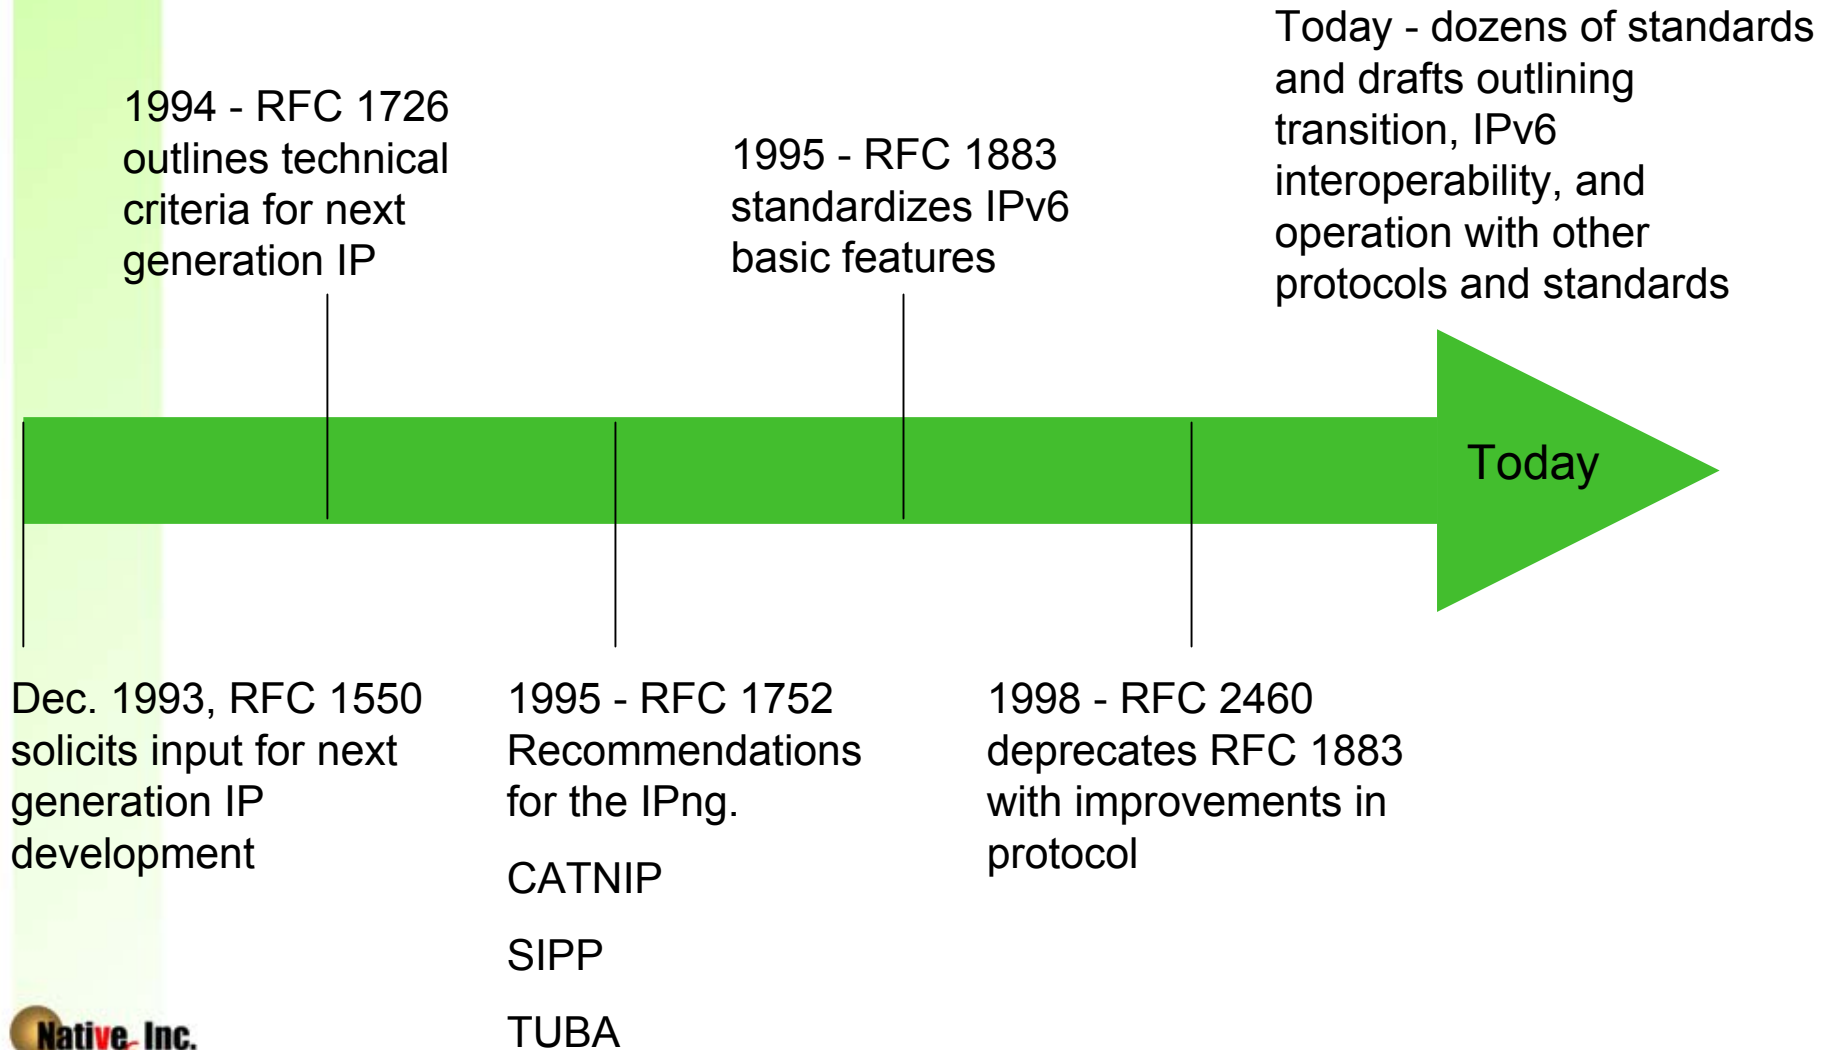 1994 - RFC 1726
outlines technical
criteria for next
generation IP
1995 - RFC 1883
standardizes IPv6
basic features
Today - dozens of standards
and drafts outlining
transition, IPv6
interoperability, and
operation with other
protocols and standards
Today
Dec. 1993, RFC 1550
solicits input for next
generation IP
development
1995 - RFC 1752
Recommendations
for the IPng.
CATNIP
SIPP
TUBA
1998 - RFC 2460
deprecates RFC 1883
with improvements in
protocol
Native, Inc.